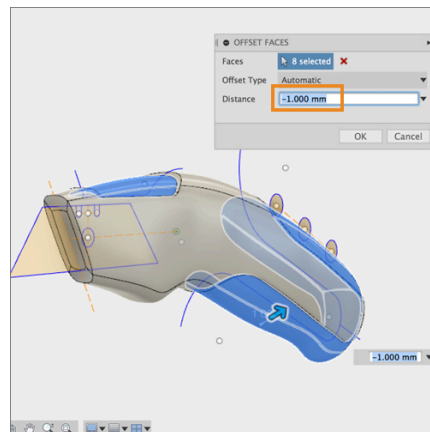 OFFSET FACES
Faces 8 selected
Offset Type Automatic
Distance -1.000 mm
OK Cancel
-1.000 mm